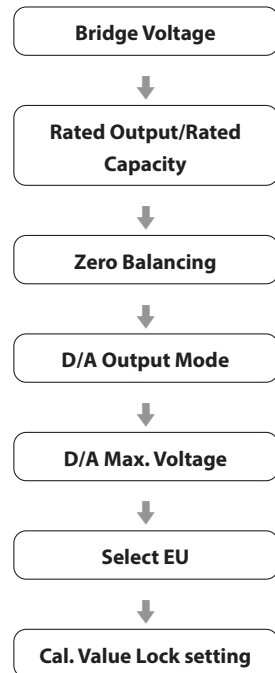 Bridge Voltage
Rated Output/Rated
Capacity
Zero Balancing
D/A Output Mode
D/A Max. Voltage
Select EU
Cal. Value Lock setting